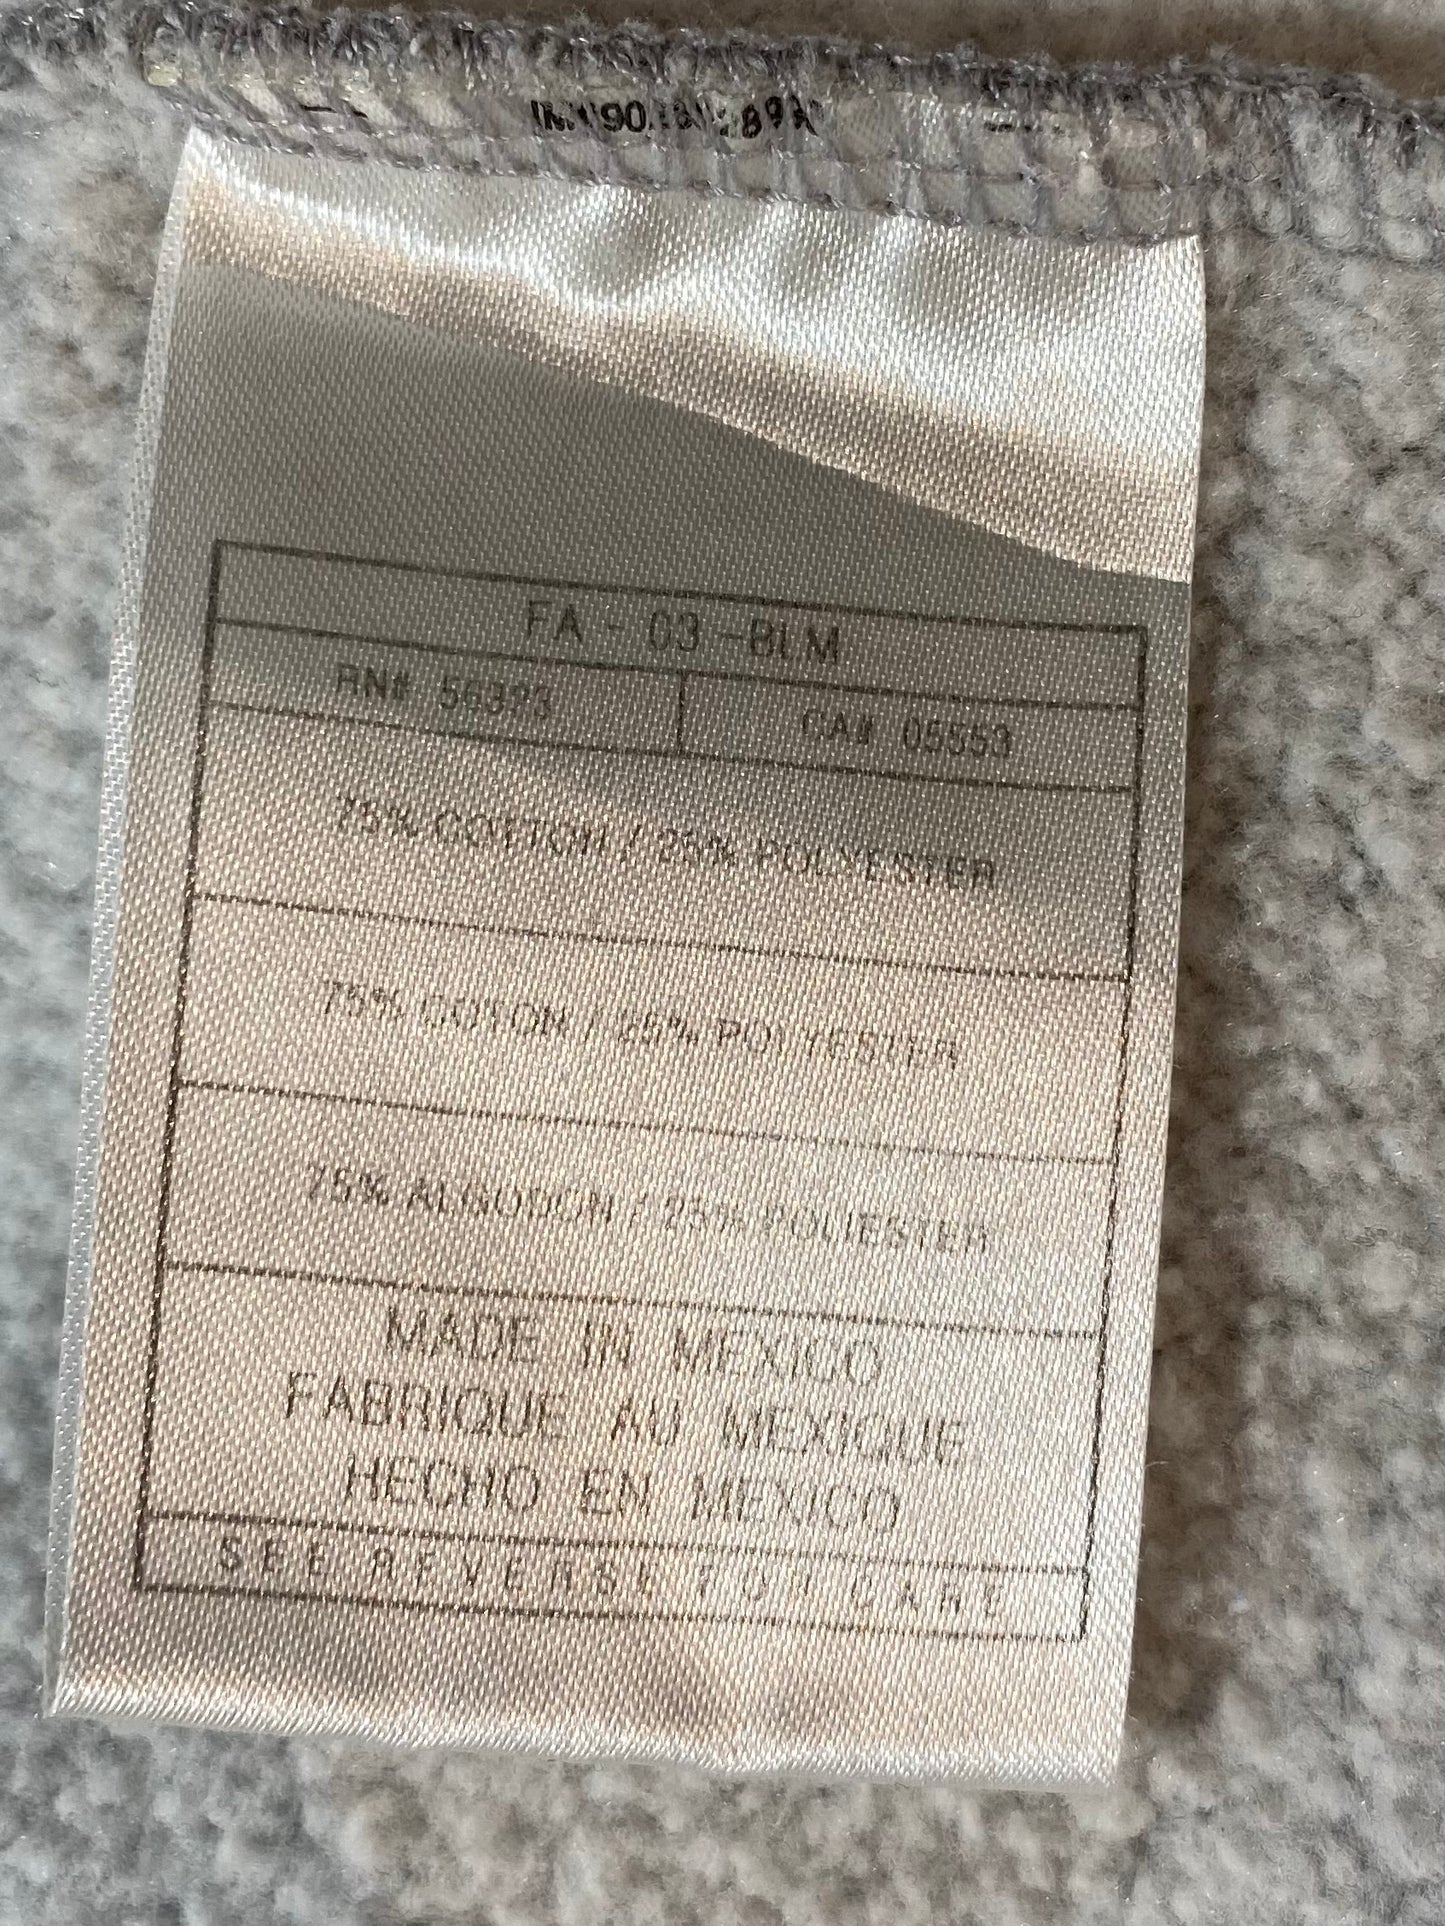 FA - 03 -BLM
RN# 56323
CA# 05553
75% COTTON / 25% POLYESTER
75% COTON / 25% POLYESTER
75% ALGODON / 25% POLIESTER
MADE IN MEXICO
FABRIQUE AU MEXIQUE
HECHO EN MEXICO
SEE REVERSE FOR CARE